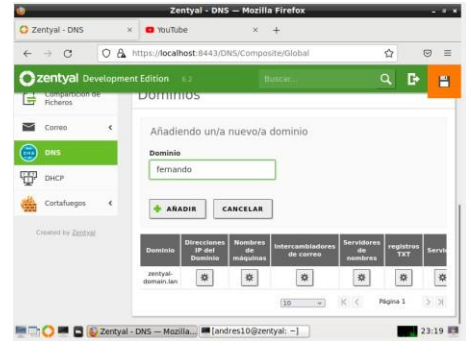 Zentyal - DNS — Mozilla Firefox
Zentyal - DNS
YouTube
https://localhost:8443/DNS/Composite/Global
zentyal Development Edition 6.2
Buscar...
Dominios
Compartición de
Ficheros
Correo
DNS
DHCP
Cortafuegos
Created by Zentyal
Añadiendo un/a nuevo/a dominio
Dominio
fernando
AÑADIR
CANCELAR
Dominio
Direcciones
IP del
Dominio
Nombres
de
máquinas
Intercambiadores
de correo
Servidores
de
nombres
registros
TXT
Servic
zentyal-
domain.lan
10
Página 1
Zentyal - DNS — Mozilla...
[andres10@zentyal: ~]
23:19